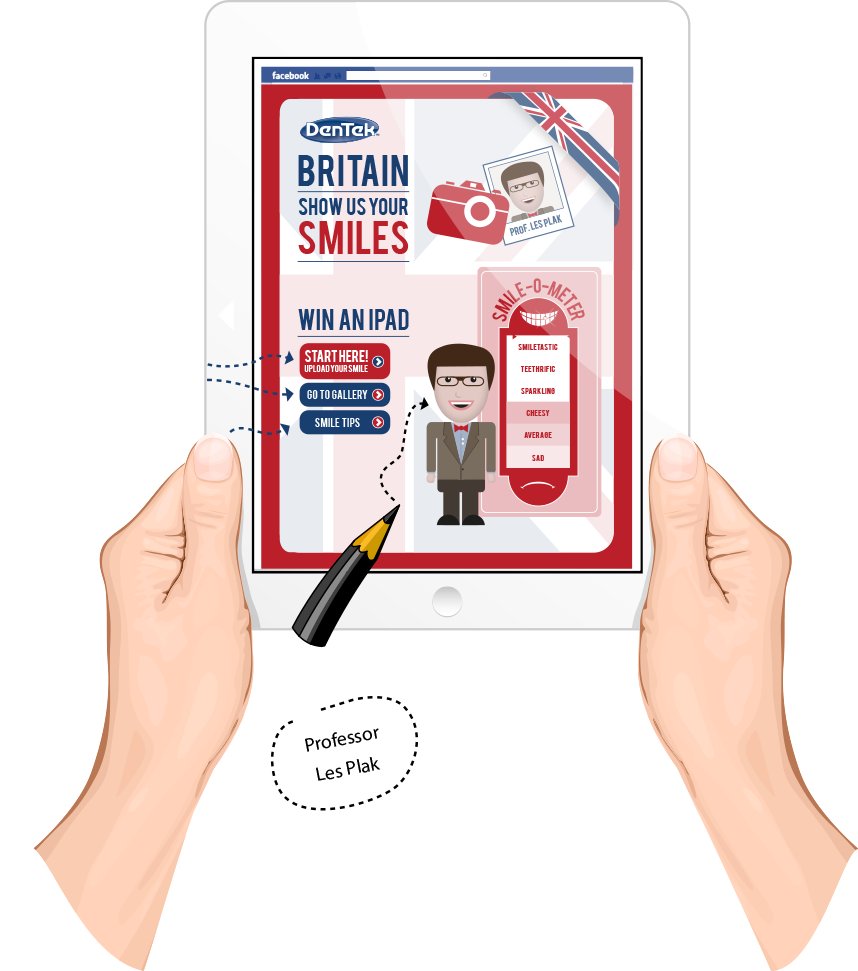 facebook
DenTek
BRITAIN
SHOW US YOUR
SMILES
PROF. LES PLAK
WIN AN IPAD
START HERE!
UPLOAD YOUR SMILE
GO TO GALLERY
SMILE TIPS
SMILE-O-METER
SMILETASTIC
TEETHRIFIC
SPARKLING
CHEESY
AVERAGE
SAD
Professor
Les Plak